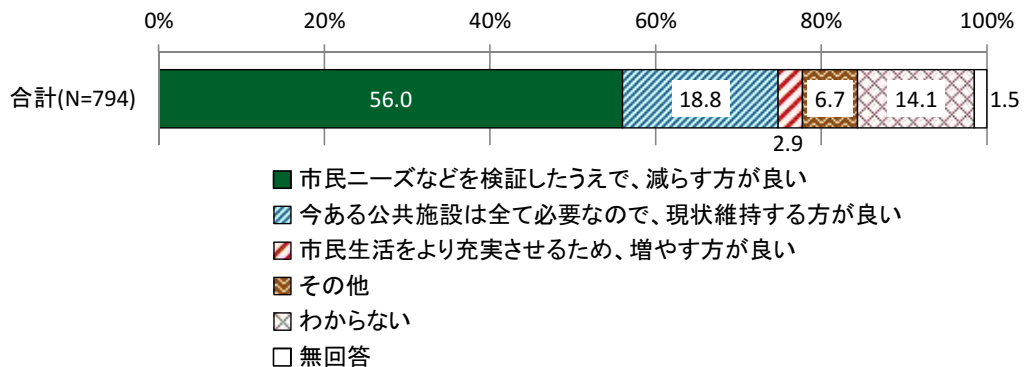 0% 20% 40% 60% 80% 100%
合計(N=794) 56.0 18.8 6.7 14.1 1.5
2.9
市民ニーズなどを検証したうえで、減らす方が良い
今ある公共施設は全て必要なので、現状維持する方が良い
市民生活をより充実させるため、増やす方が良い
その他
わからない
無回答